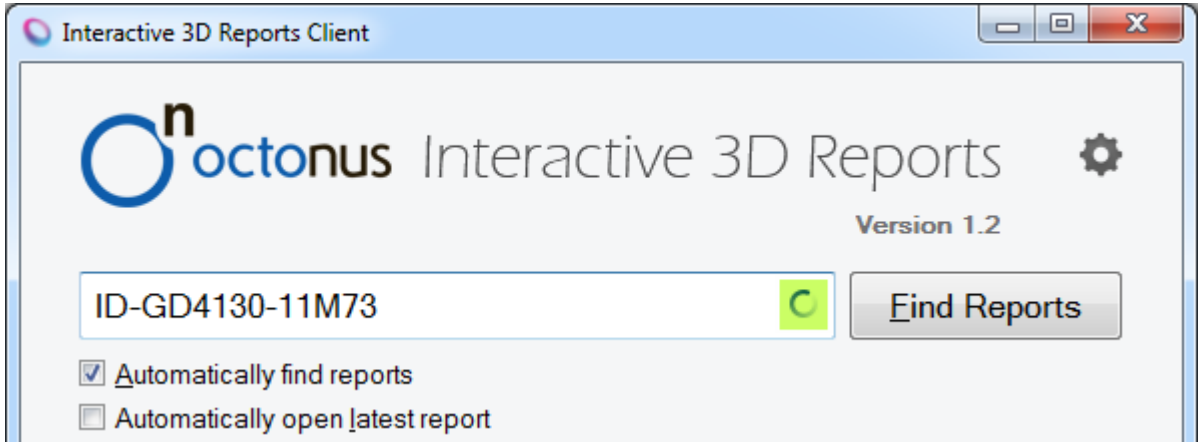 Interactive 3D Reports Client
octonus Interactive 3D Reports
Version 1.2
ID-GD4130-11M73
Find Reports
Automatically find reports
Automatically open latest report